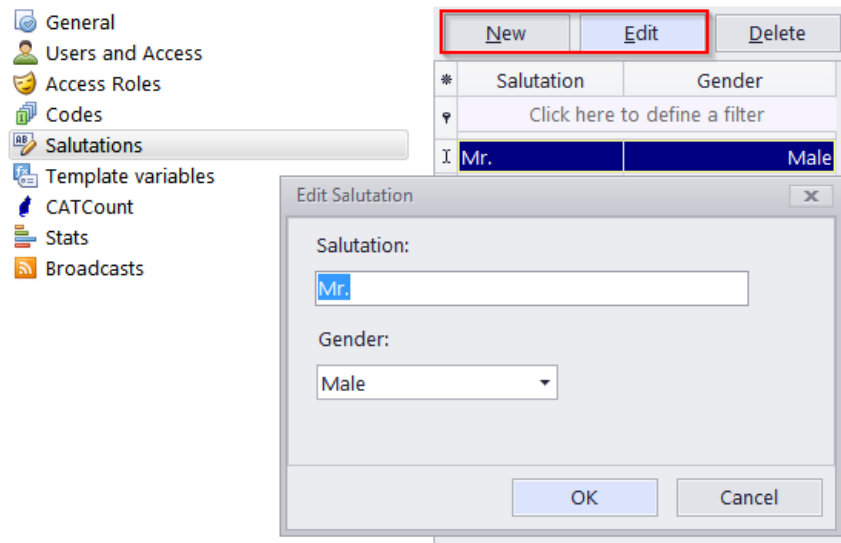 General
Users and Access
Access Roles
Codes
Salutations
Template variables
CATCount
Stats
Broadcasts
New Edit Delete
Salutation Gender
Click here to define a filter
Mr. Male
Edit Salutation
Salutation:
Mr.
Gender:
Male
OK Cancel